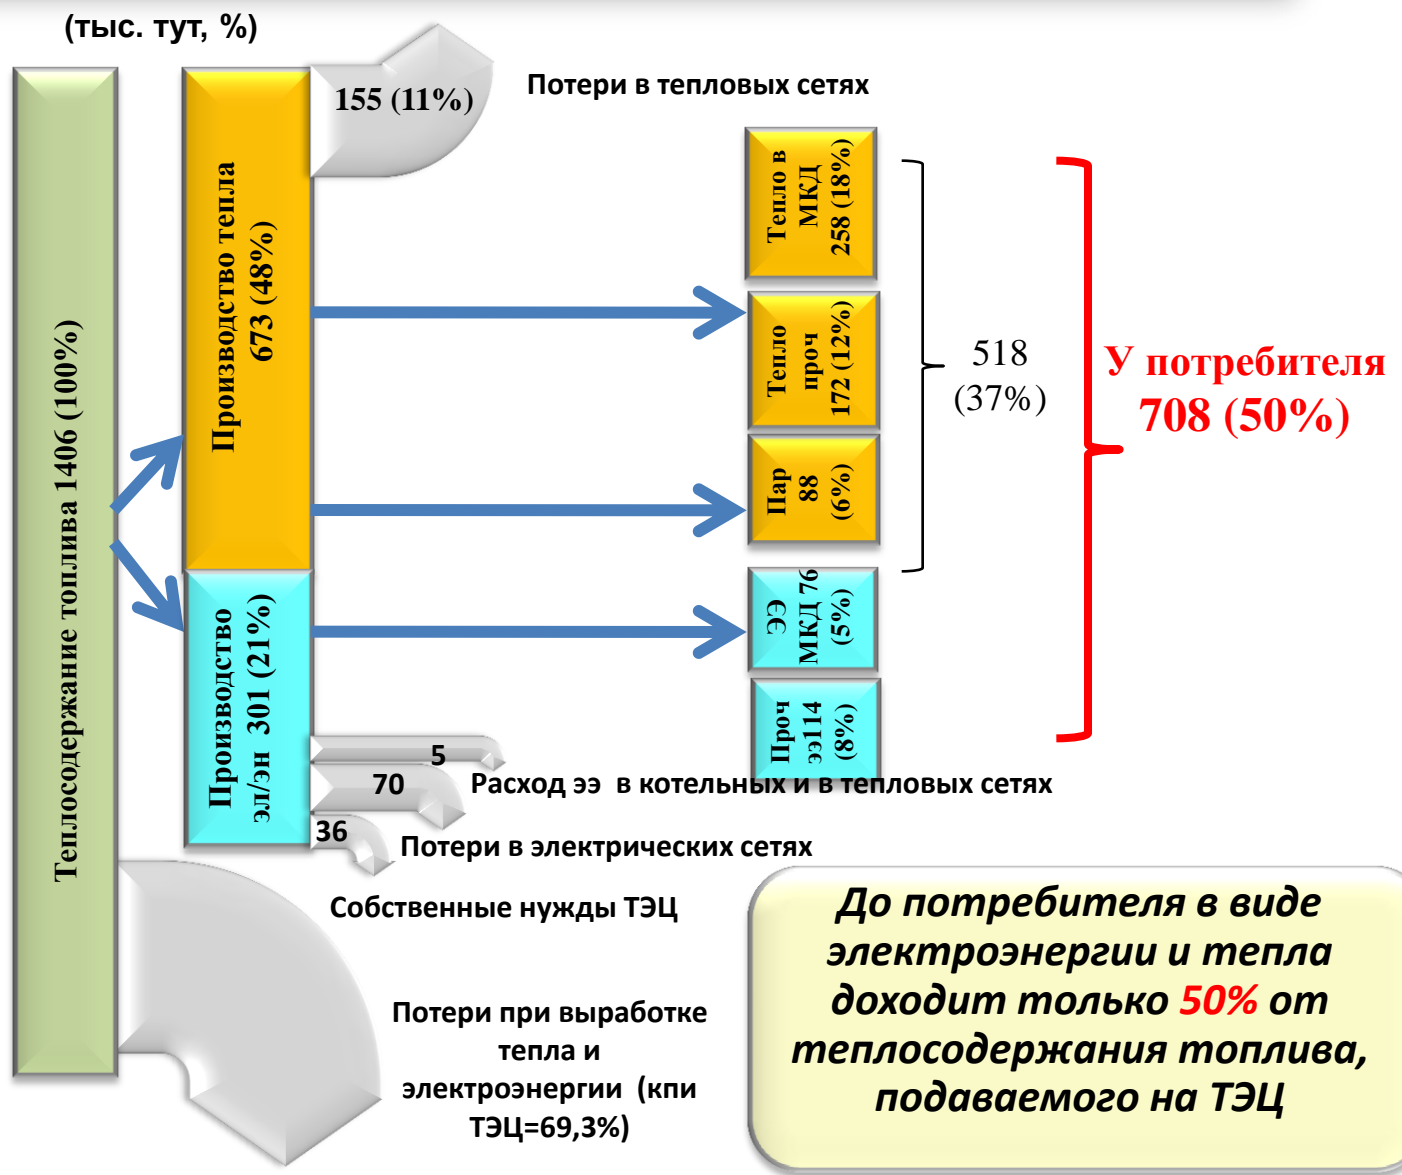 (тыс. тут, %)
Теплосодержание топлива 1406 (100%)
Производство тепла
673 (48%)
155 (11%)
Потери в тепловых сетях
Тепло в
МКД
258 (18%)
Тепло
проч
172 (12%)
Пар
88
(6%)
518
(37%)
У потребителя
708 (50%)
Производство
эл/эн 301 (21%)
ЭЭ
МКД 76
(5%)
Проч
ээ114
(8%)
5
70
Расход ээ в котельных и в тепловых сетях
36
Потери в электрических сетях
Собственные нужды ТЭЦ
Потери при выработке
тепла и
электроэнергии (кпи
ТЭЦ=69,3%)
До потребителя в виде
электроэнергии и тепла
доходит только 50% от
теплосодержания топлива,
подаваемого на ТЭЦ